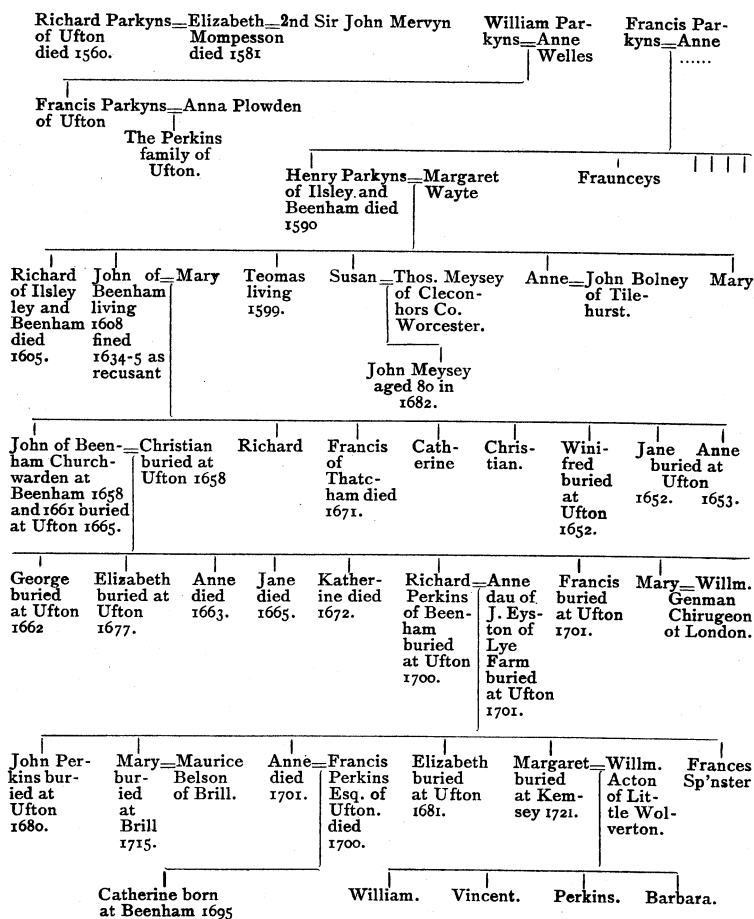 Richard Parkyns=Elizabeth=2nd Sir John Mervyn
of Ufton Mompesson
died 1560. died 1581
William Par-
kyns=Anne
Welles
Francis Par-
kyns=Anne
......
Francis Parkyns=Anna Plowden
of Ufton
The Perkins
family of
Ufton.
Henry Parkyns=Margaret
of Ilsley and Wayte
Beenham died
1590
Fraunceys
Richard
of Ilsley
ley and
Beenham
died
1605.
John of=Mary
Beenham
living
1608
fined
1634-5 as
recusant
Teomas
living
1599.
Susan=Thos. Meysey
of Clecon-
hors Co.
Worcester.
John Meysey
aged 80 in
1682.
Anne=John Bolney
of Tile-
hurst.
Mary
John of Been-=Christian
ham Church- buried at
warden at Ufton 1658
Beenham 1658
and 1661 buried
at Ufton 1665.
Richard
Francis
of
Thatc-
ham died
1671.
Cath-
erine
Chris-
tian.
Wini-
fred
buried
at
Ufton
1652.
Jane Anne
buried at
Ufton
1652. 1653.
George
buried
at Ufton
1662
Elizabeth
buried at
Ufton
1677.
Anne
died
1663.
Jane
died
1665.
Kather-
ine died
1672.
Richard=Anne
Perkins dau of
of Been- J. Eys-
ham ton of
buried Lye
at Ufton Farm
1700. buried
at Ufton
1701.
Francis
buried
at Ufton
1701.
Mary=Willm.
Genman
Chirugeon
of London.
John Per-
kins bur-
ied at
Ufton
1680.
Mary=Maurice
bur- Belson
ied of Brill.
at
Brill
1715.
Anne=Francis
died Perkins
1701. Esq. of
Ufton.
died
1700.
Elizabeth
buried
at Ufton
1681.
Margaret=Willm.
buried Acton
at Kem- of Lit-
sey 1721. tle Wol-
verton.
Frances
Sp'nster
Catherine born
at Beenham 1695
William. Vincent. Perkins. Barbara.